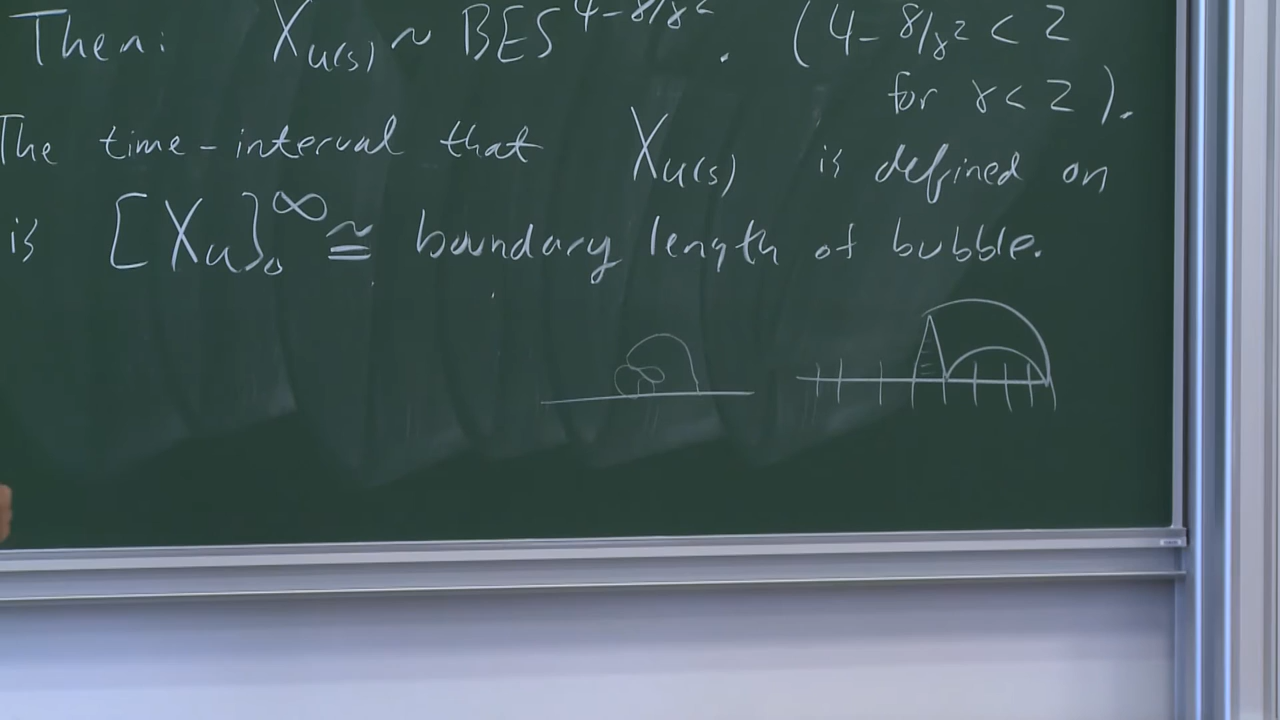 Then: X_{u(s)} ~ BES^{4-8/γ²}. (4-8/γ² < 2
for γ < 2).
The time-interval that X_{u(s)} is defined on
is [X_u]_0^∞ ≅ boundary length of bubble.